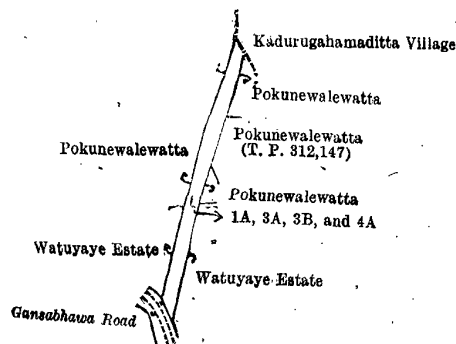 Kadurugahamaditta Village
Pokunewalewatta
Pokunewalewatta
(T. P. 312,147)
Pokunewalewatta
Pokunewalewatta
1A, 3A, 3B, and 4A
Watuyaye Estate
Watuyaye Estate
Gansabhawa Road